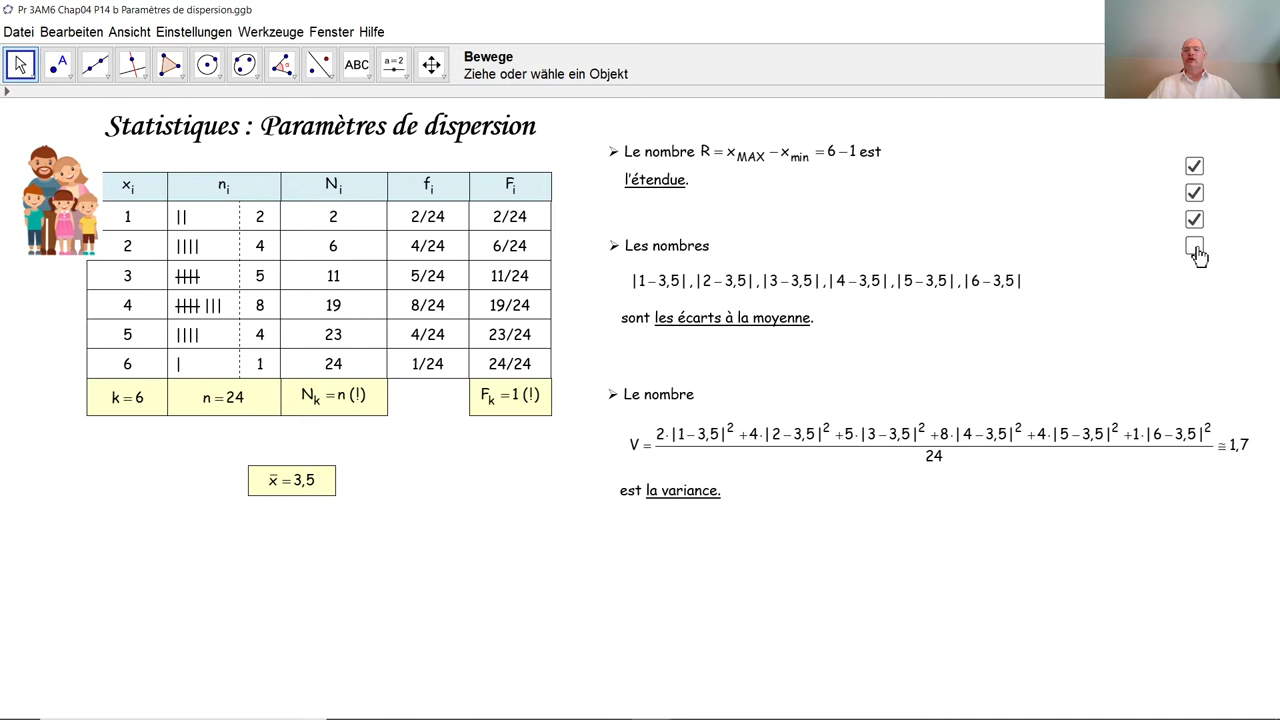 Pr 3AM6 Chap04 P14 b Paramètres de dispersion.ggb
Datei Bearbeiten Ansicht Einstellungen Werkzeuge Fenster Hilfe
A ABC a=2
Bewege
Ziehe oder wähle ein Objekt
Statistiques : Paramètres de dispersion
xᵢ nᵢ Nᵢ fᵢ Fᵢ
1 || 2 2 2/24 2/24
2 |||| 4 6 4/24 6/24
3 5 11 5/24 11/24
4 ||| 8 19 8/24 19/24
5 |||| 4 23 4/24 23/24
6 | 1 24 1/24 24/24
k = 6 n = 24 Nₖ = n (!) Fₖ = 1 (!)
x̄ = 3,5
➢ Le nombre R = x_MAX − x_min = 6 − 1 est
l'étendue.
➢ Les nombres
|1 − 3,5| , |2 − 3,5| , |3 − 3,5| , |4 − 3,5| , |5 − 3,5| , |6 − 3,5|
sont les écarts à la moyenne.
➢ Le nombre
V = 2·|1 − 3,5|² + 4·|2 − 3,5|² + 5·|3 − 3,5|² + 8·|4 − 3,5|² + 4·|5 − 3,5|² + 1·|6 − 3,5|² ≅ 1,7
24
est la variance.